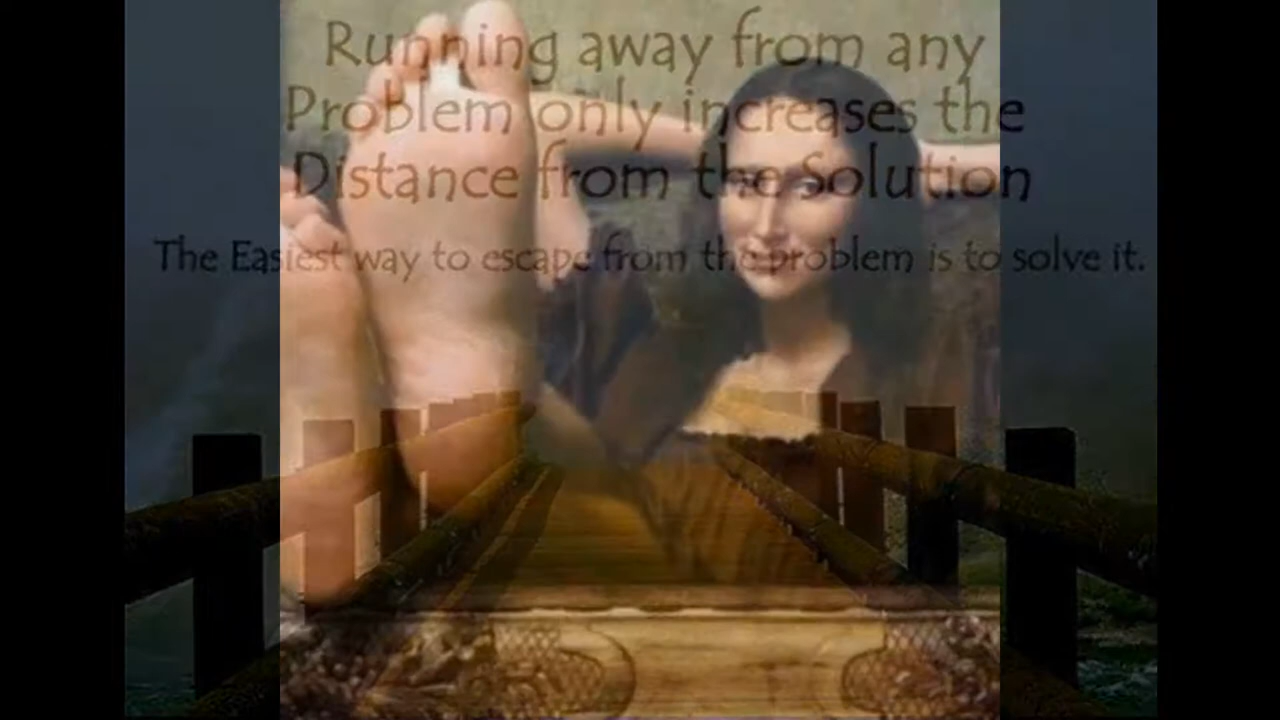 Running away from any
Problem only increases the
Distance from the Solution
The Easiest way to escape from the problem is to solve it.